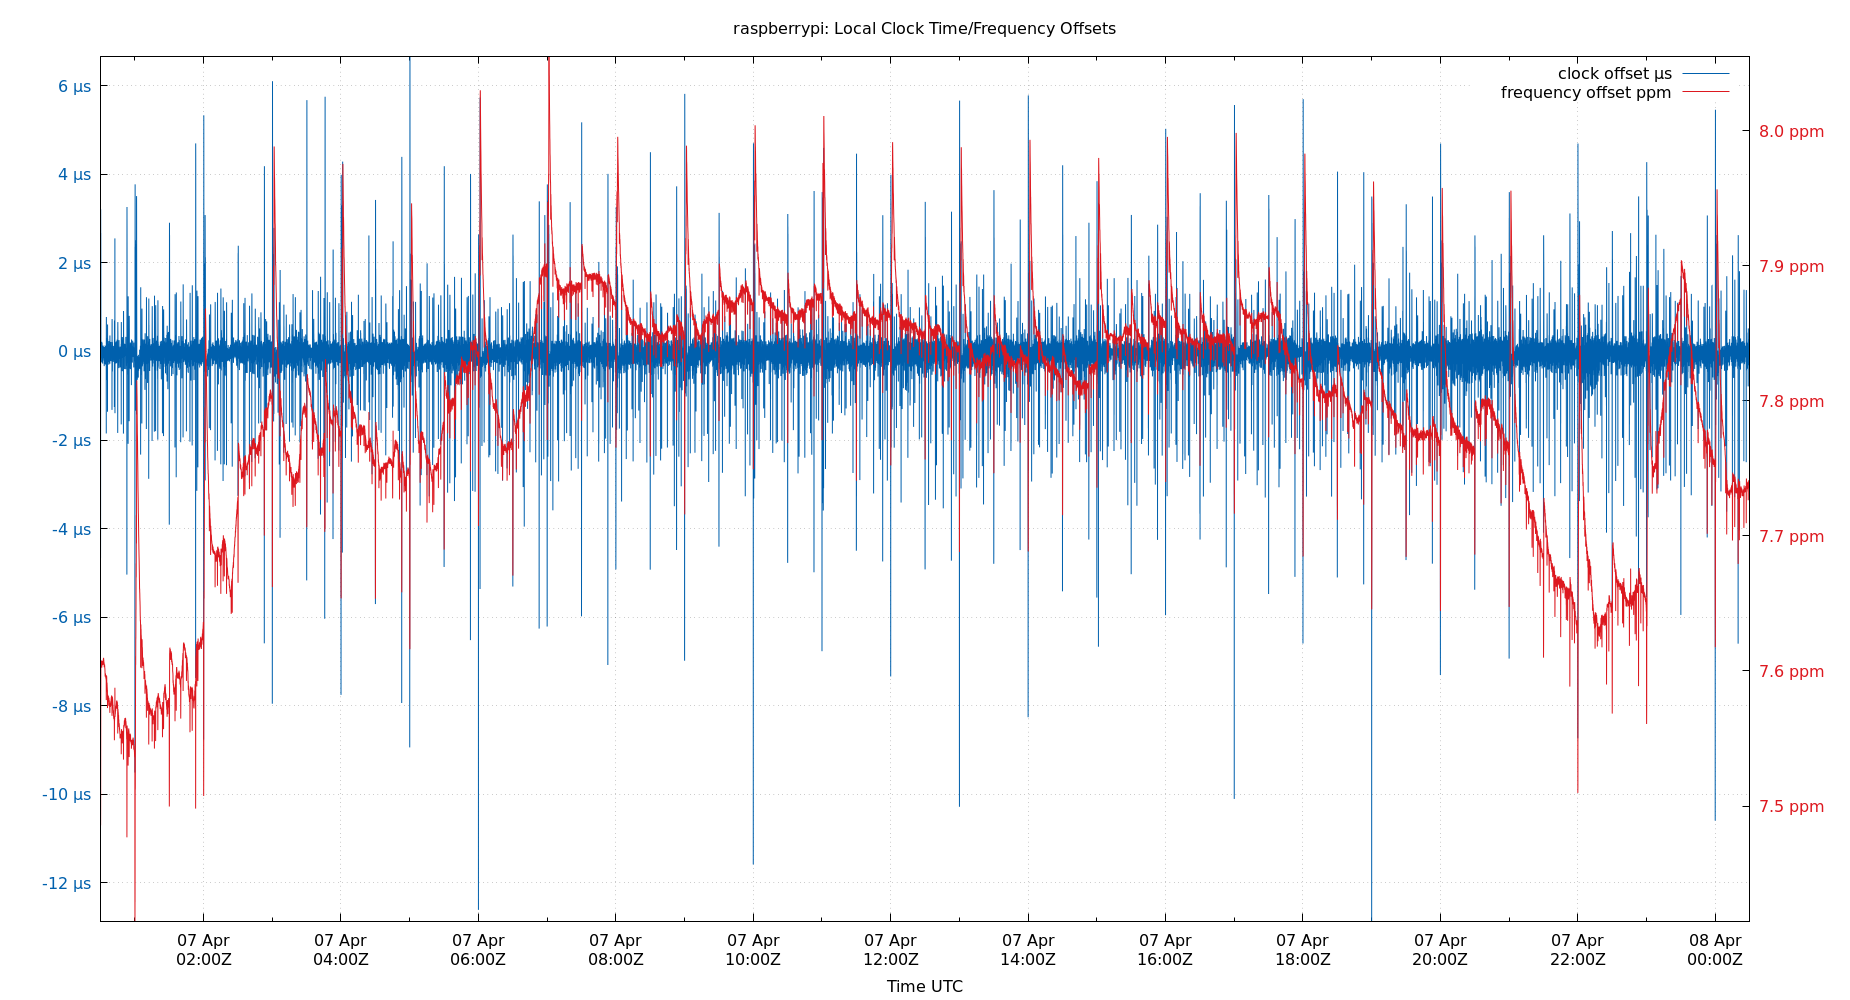 raspberrypi: Local Clock Time/Frequency Offsets
clock offset µs
frequency offset ppm
6 µs
4 µs
2 µs
0 µs
-2 µs
-4 µs
-6 µs
-8 µs
-10 µs
-12 µs
8.0 ppm
7.9 ppm
7.8 ppm
7.7 ppm
7.6 ppm
7.5 ppm
07 Apr 07 Apr 07 Apr 07 Apr 07 Apr 07 Apr 07 Apr 07 Apr 07 Apr 07 Apr 07 Apr 08 Apr
02:00Z 04:00Z 06:00Z 08:00Z 10:00Z 12:00Z 14:00Z 16:00Z 18:00Z 20:00Z 22:00Z 00:00Z
Time UTC